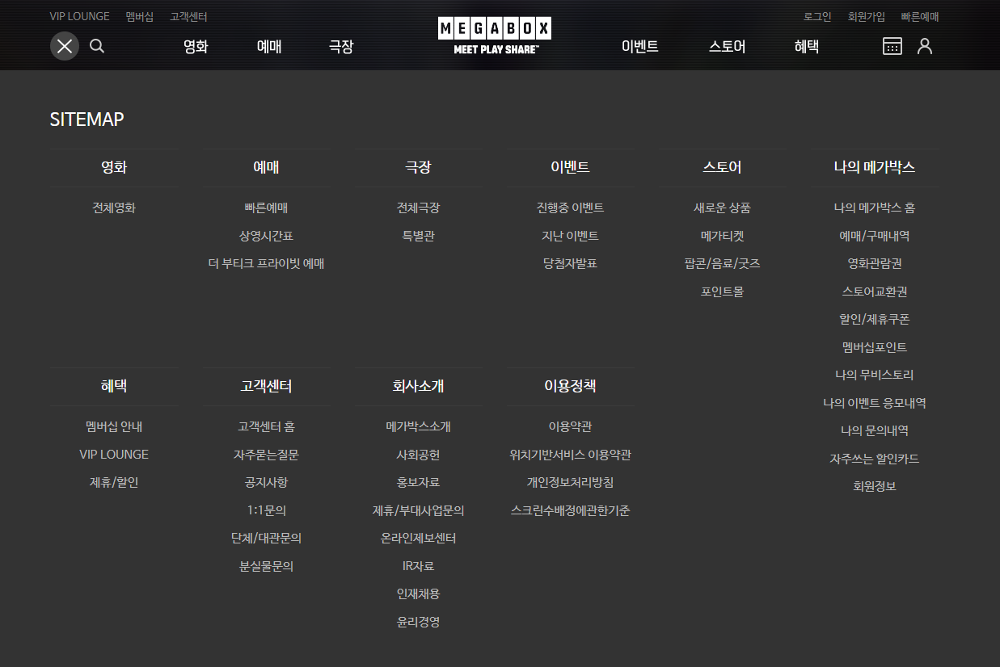 VIP LOUNGE 멤버십 고객센터
로그인 회원가입 빠른예매
MEGABOX
MEET PLAY SHARE™
영화 예매 극장
이벤트 스토어 혜택
SITEMAP
영화
전체영화
예매
빠른예매
상영시간표
더 부티크 프라이빗 예매
극장
전체극장
특별관
이벤트
진행중 이벤트
지난 이벤트
당첨자발표
스토어
새로운 상품
메가티켓
팝콘/음료/굿즈
포인트몰
나의 메가박스
나의 메가박스 홈
예매/구매내역
영화관람권
스토어교환권
할인/제휴쿠폰
멤버십포인트
나의 무비스토리
나의 이벤트 응모내역
나의 문의내역
자주쓰는 할인카드
회원정보
혜택
멤버십 안내
VIP LOUNGE
제휴/할인
고객센터
고객센터 홈
자주묻는질문
공지사항
1:1문의
단체/대관문의
분실물문의
회사소개
메가박스소개
사회공헌
홍보자료
제휴/부대사업문의
온라인제보센터
IR자료
인재채용
윤리경영
이용정책
이용약관
위치기반서비스 이용약관
개인정보처리방침
스크린수배정에관한기준